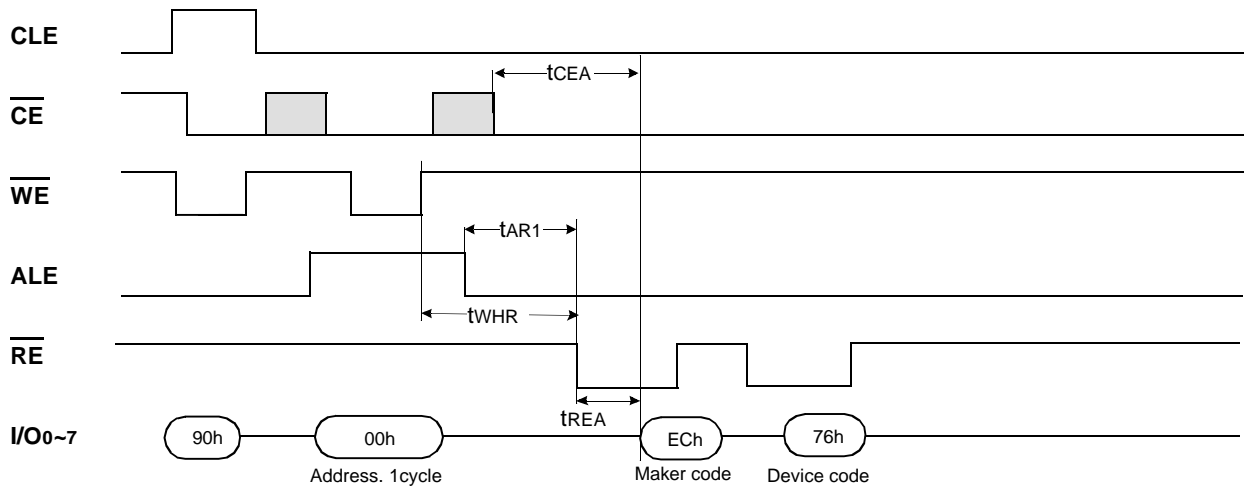 CLE
tCEA
CE
WE
tAR1
ALE
tWHR
RE
tREA
I/O0~7
90h
00h
ECh
76h
Address. 1cycle
Maker code
Device code